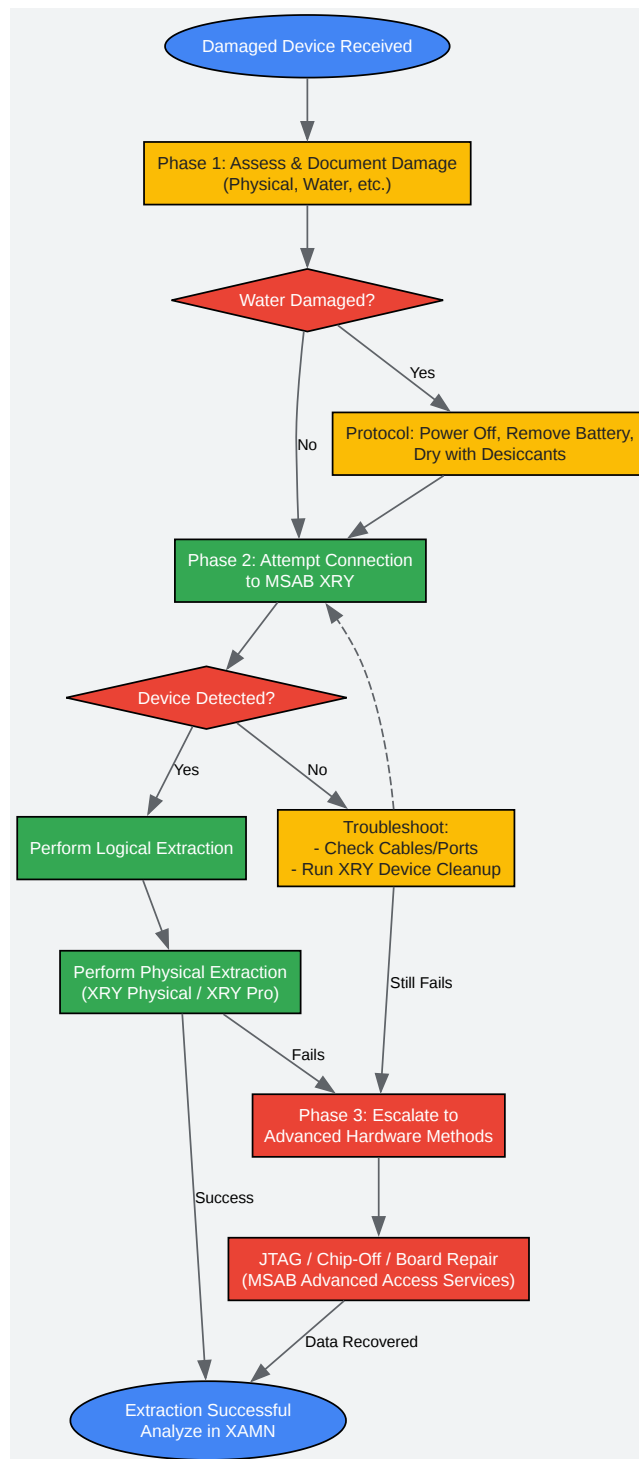 Damaged Device Received
Phase 1: Assess & Document Damage
(Physical, Water, etc.)
Water Damaged?
Yes
Protocol: Power Off, Remove Battery,
Dry with Desiccants
No
Phase 2: Attempt Connection
to MSAB XRY
Device Detected?
Yes
No
Perform Logical Extraction
Troubleshoot:
- Check Cables/Ports
- Run XRY Device Cleanup
Perform Physical Extraction
(XRY Physical / XRY Pro)
Still Fails
Fails
Phase 3: Escalate to
Advanced Hardware Methods
Success
JTAG / Chip-Off / Board Repair
(MSAB Advanced Access Services)
Data Recovered
Extraction Successful
Analyze in XAMN